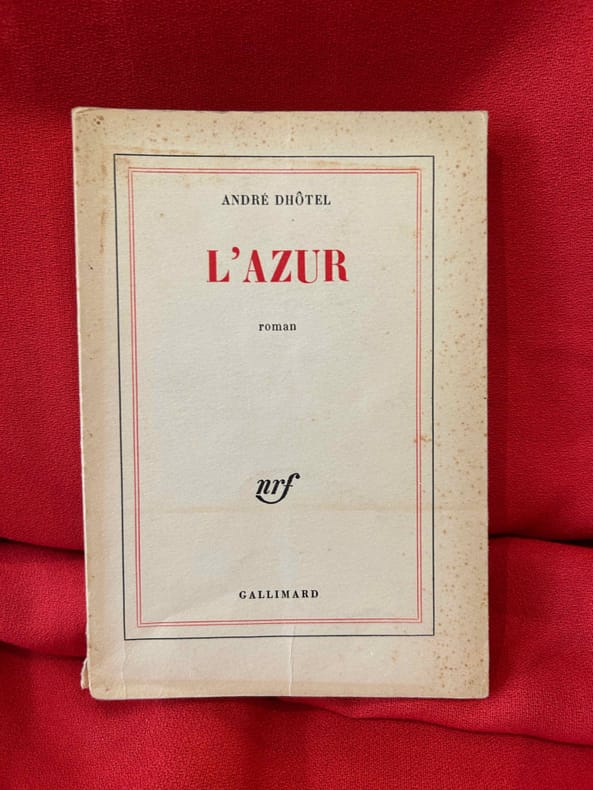 ANDRÉ DHÔTEL
L'AZUR
roman
nrf
GALLIMARD